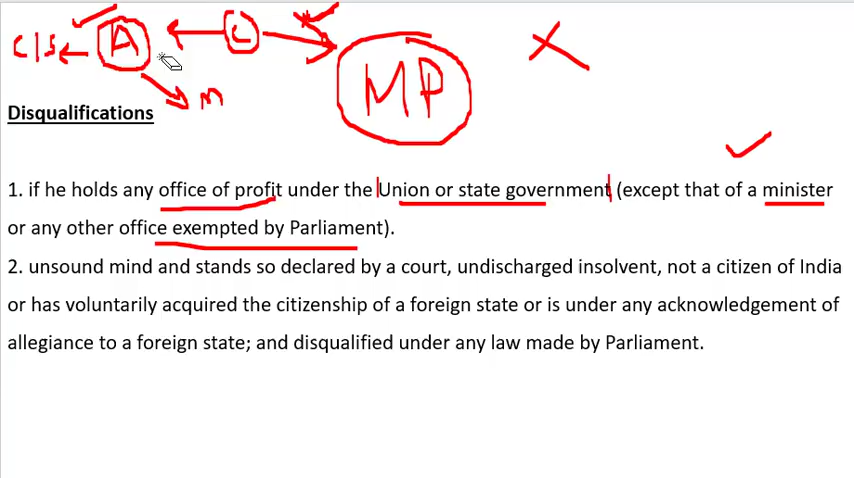 C/S A C
MP
m
Disqualifications
1. if he holds any office of profit under the Union or state government (except that of a minister
or any other office exempted by Parliament).
2. unsound mind and stands so declared by a court, undischarged insolvent, not a citizen of India
or has voluntarily acquired the citizenship of a foreign state or is under any acknowledgement of
allegiance to a foreign state; and disqualified under any law made by Parliament.